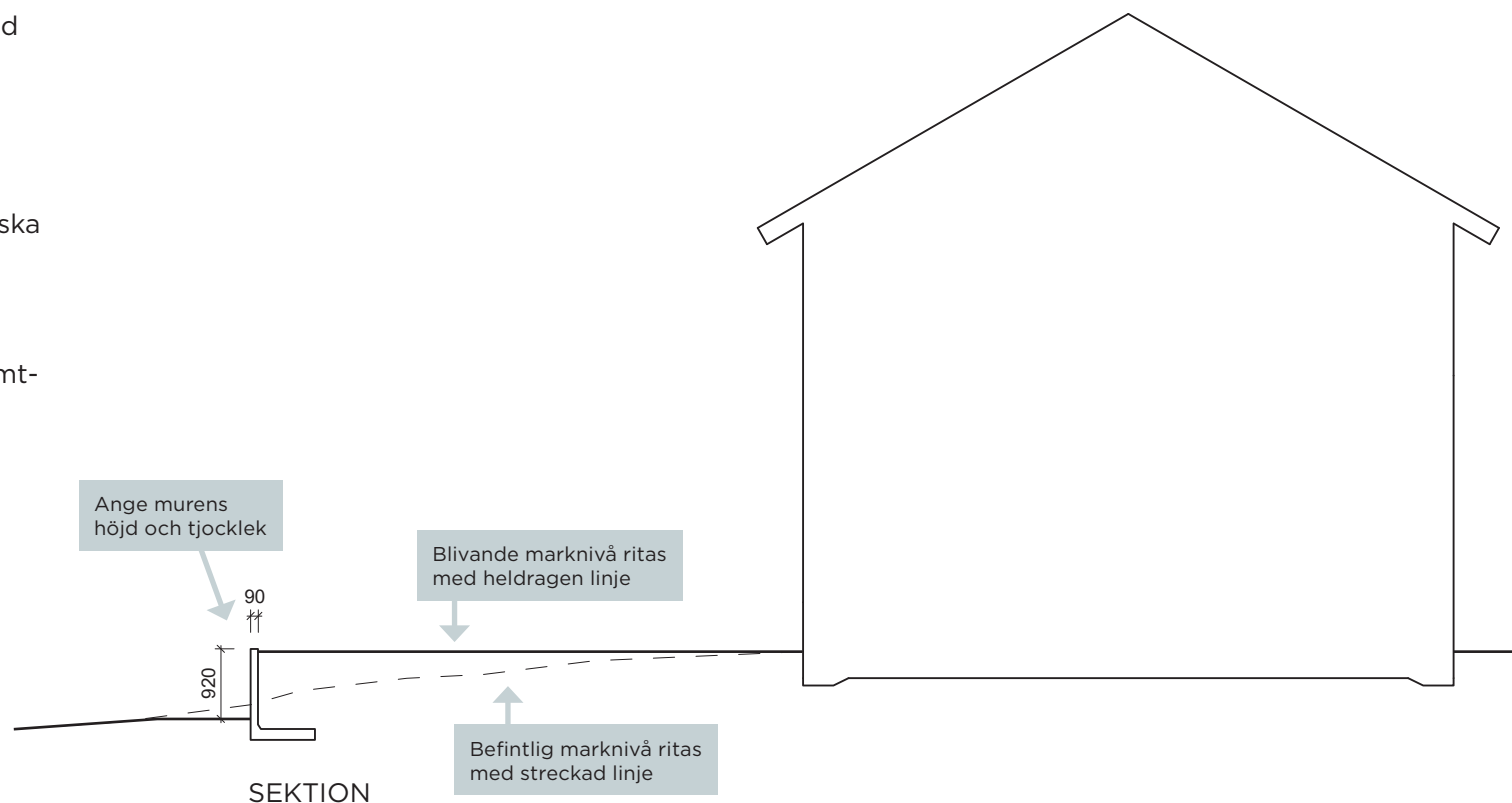 d
ska
mt-
Ange murens
höjd och tjocklek
Blivande marknivå ritas
med heldragen linje
90
920
Befintlig marknivå ritas
med streckad linje
SEKTION